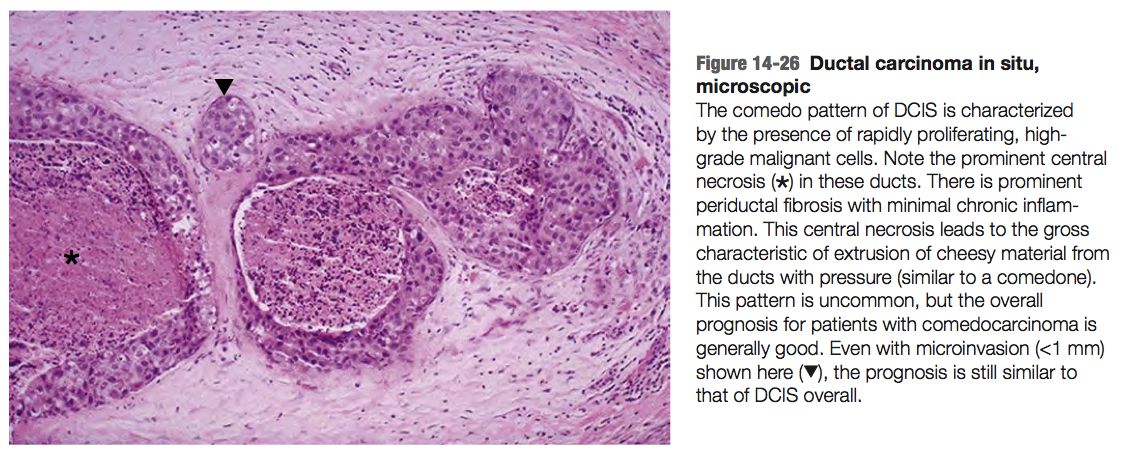 Figure 14-26 Ductal carcinoma in situ,
microscopic
The comedo pattern of DCIS is characterized
by the presence of rapidly proliferating, high-
grade malignant cells. Note the prominent central
necrosis (*) in these ducts. There is prominent
periductal fibrosis with minimal chronic inflam-
mation. This central necrosis leads to the gross
characteristic of extrusion of cheesy material from
the ducts with pressure (similar to a comedone).
This pattern is uncommon, but the overall
prognosis for patients with comedocarcinoma is
generally good. Even with microinvasion (<1 mm)
shown here (▼), the prognosis is still similar to
that of DCIS overall.